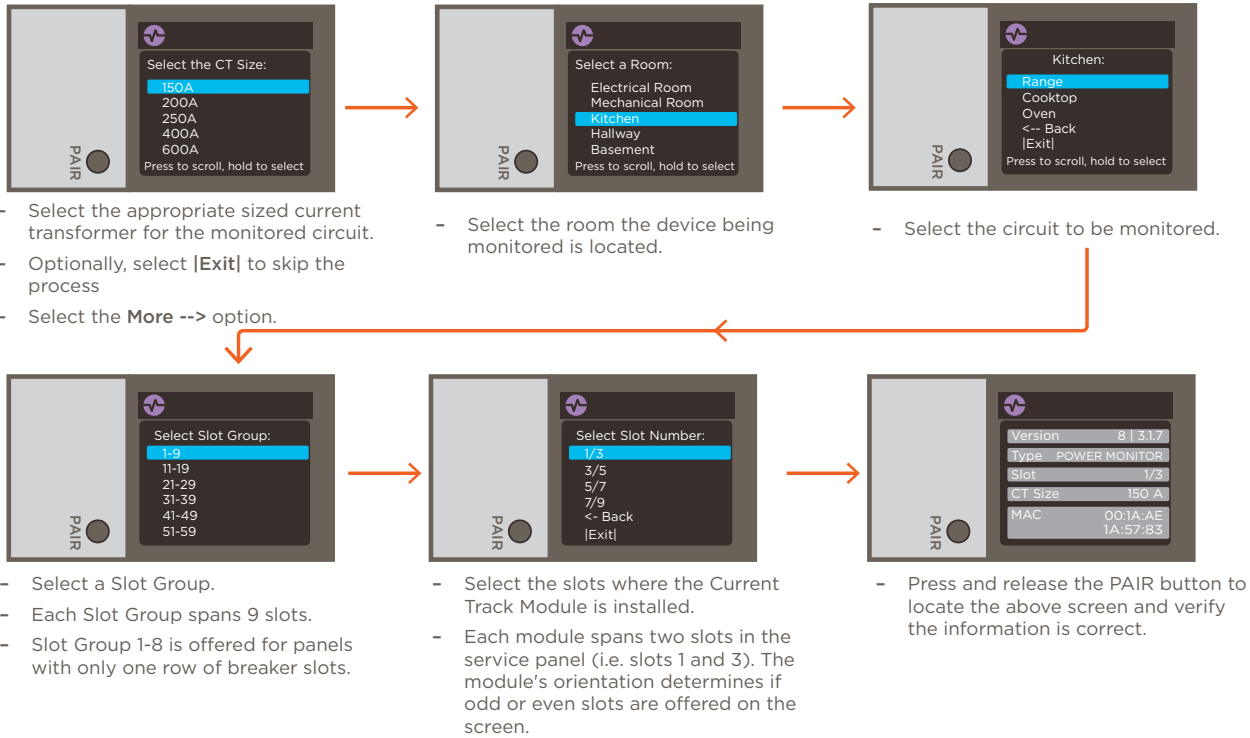 Select the CT Size:
150A
200A
250A
400A
600A
Press to scroll, hold to select
PAIR
- Select the appropriate sized current
transformer for the monitored circuit.
- Optionally, select |Exit| to skip the
process
- Select the More --> option.
Select a Room:
Electrical Room
Mechanical Room
Kitchen
Hallway
Basement
Press to scroll, hold to select
PAIR
- Select the room the device being
monitored is located.
Kitchen:
Range
Cooktop
Oven
<-- Back
|Exit|
Press to scroll, hold to select
PAIR
- Select the circuit to be monitored.
Select Slot Group:
1-9
11-19
21-29
31-39
41-49
51-59
PAIR
- Select a Slot Group.
- Each Slot Group spans 9 slots.
- Slot Group 1-8 is offered for panels
with only one row of breaker slots.
Select Slot Number:
1/3
3/5
5/7
7/9
<- Back
|Exit|
PAIR
- Select the slots where the Current
Track Module is installed.
- Each module spans two slots in the
service panel (i.e. slots 1 and 3). The
module's orientation determines if
odd or even slots are offered on the
screen.
Version 8 | 3.1.7
Type POWER MONITOR
Slot 1/3
CT Size 150 A
MAC 00:1A:AE
1A:57:83
PAIR
- Press and release the PAIR button to
locate the above screen and verify
the information is correct.